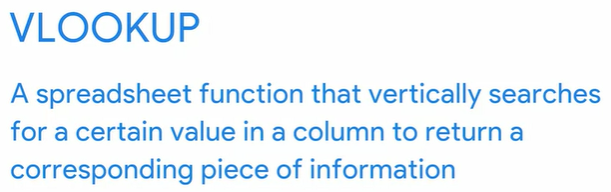 VLOOKUP
A spreadsheet function that vertically searches
for a certain value in a column to return a
corresponding piece of information